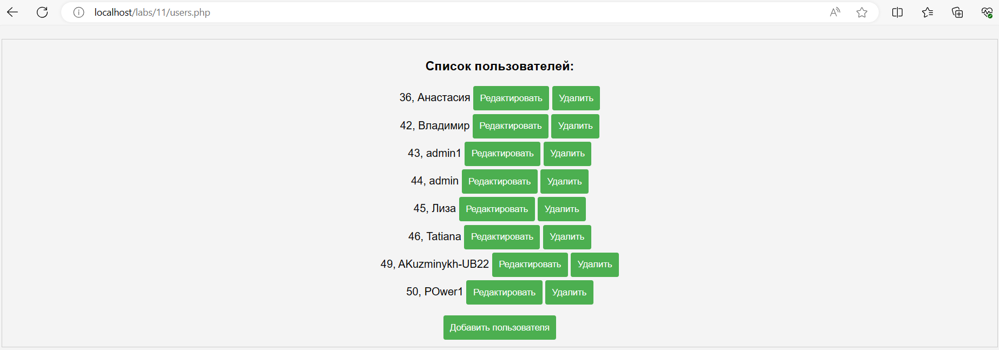 localhost/labs/11/users.php
Список пользователей:
36, Анастасия Редактировать Удалить
42, Владимир Редактировать Удалить
43, admin1 Редактировать Удалить
44, admin Редактировать Удалить
45, Лиза Редактировать Удалить
46, Tatiana Редактировать Удалить
49, AKuzminykh-UB22 Редактировать Удалить
50, POwer1 Редактировать Удалить
Добавить пользователя